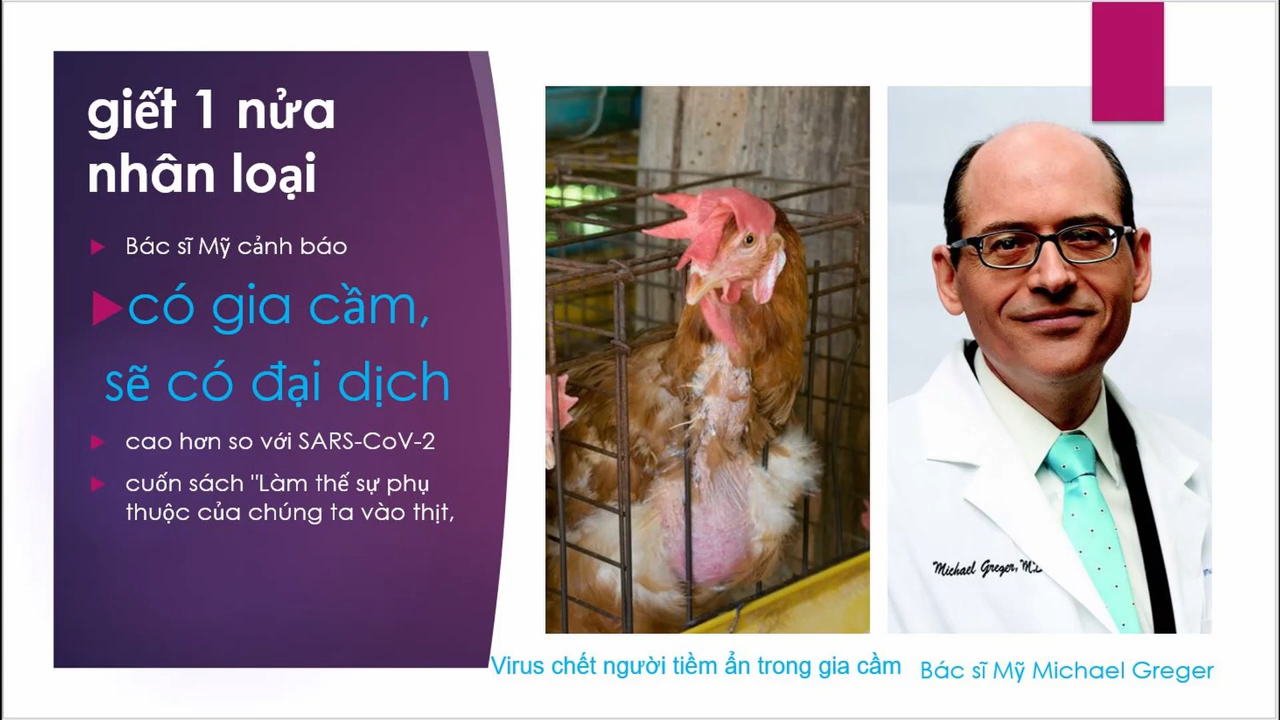 giết 1 nửa
nhân loại
Bác sĩ Mỹ cảnh báo
có gia cầm,
sẽ có đại dịch
cao hơn so với SARS-CoV-2
cuốn sách "Làm thế sự phụ
thuộc của chúng ta vào thịt,
Michael Greger, M.D.
Virus chết người tiềm ẩn trong gia cầm
Bác sĩ Mỹ Michael Greger